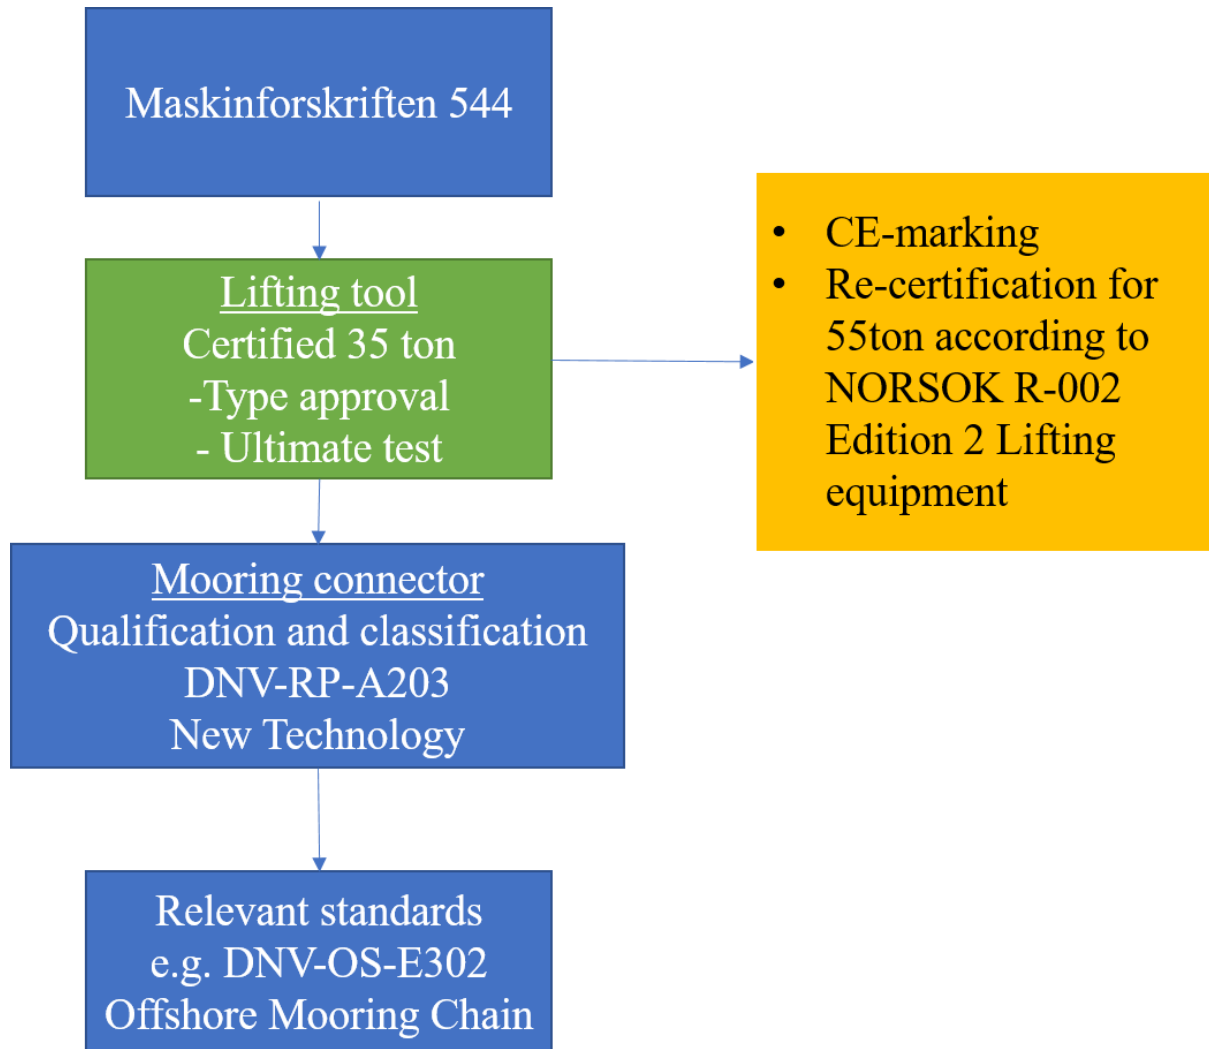 Maskinforskriften 544
Lifting tool
Certified 35 ton
-Type approval
- Ultimate test
• CE-marking
• Re-certification for
55ton according to
NORSOK R-002
Edition 2 Lifting
equipment
Mooring connector
Qualification and classification
DNV-RP-A203
New Technology
Relevant standards
e.g. DNV-OS-E302
Offshore Mooring Chain